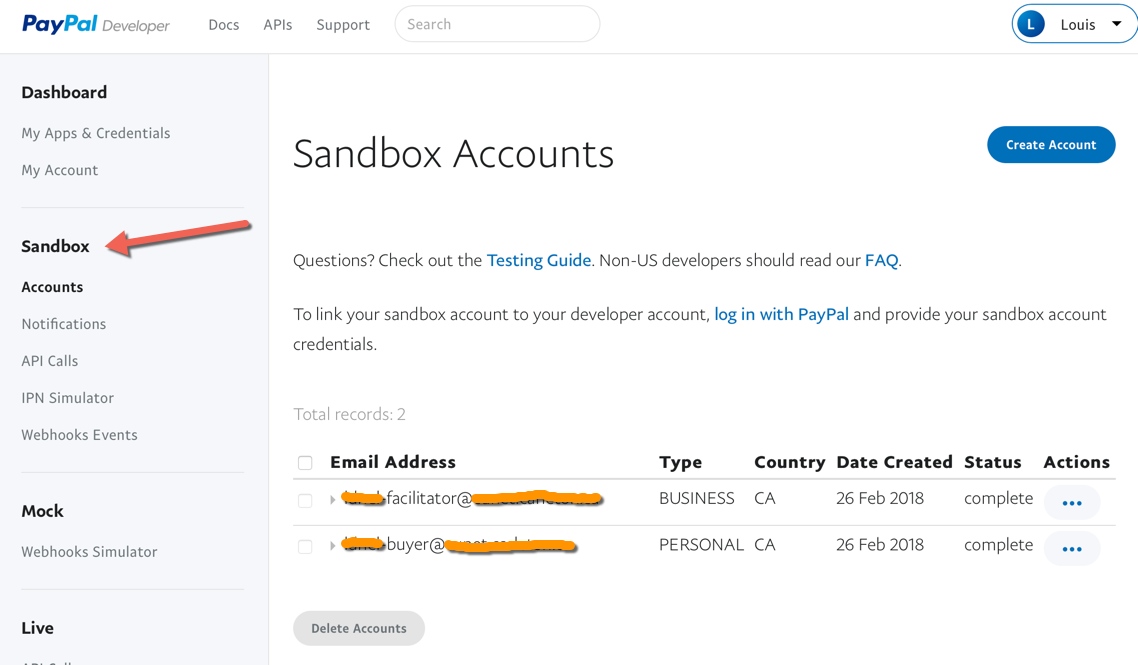 PayPal Developer
Docs APIs Support Search
L Louis
Dashboard
My Apps & Credentials
My Account
Sandbox
Accounts
Notifications
API Calls
IPN Simulator
Webhooks Events
Mock
Webhooks Simulator
Live
Sandbox Accounts
Create Account
Questions? Check out the Testing Guide. Non-US developers should read our FAQ.
To link your sandbox account to your developer account, log in with PayPal and provide your sandbox account
credentials.
Total records: 2
Email Address Type Country Date Created Status Actions
-facilitator@ BUSINESS CA 26 Feb 2018 complete
-buyer@ PERSONAL CA 26 Feb 2018 complete
Delete Accounts